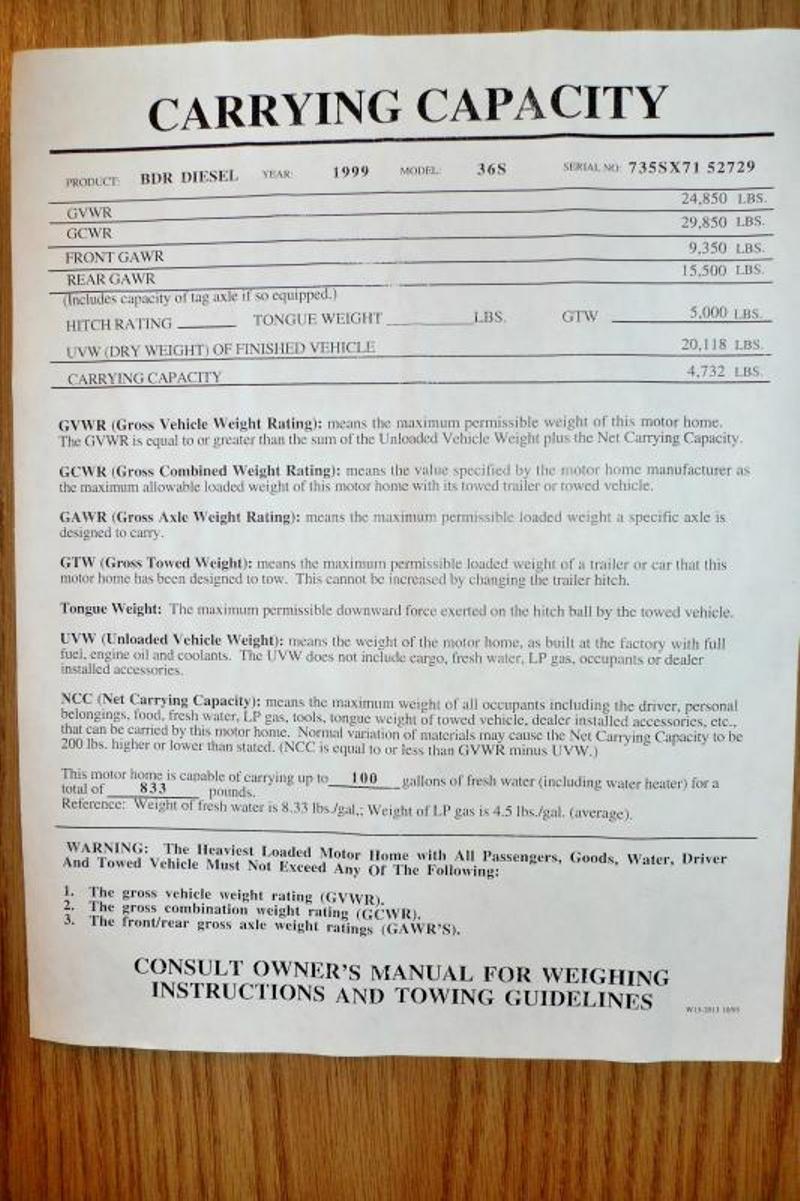 CARRYING CAPACITY
PRODUCT: BDR DIESEL YEAR: 1999 MODEL: 36S SERIAL NO: 735SX71 52729
GVWR 24,850 LBS.
GCWR 29,850 LBS.
FRONT GAWR 9,350 LBS.
REAR GAWR 15,500 LBS.
(Includes capacity of tag axle if so equipped.)
HITCH RATING ________ TONGUE WEIGHT ________ LBS. GTW 5,000 LBS.
UVW (DRY WEIGHT) OF FINISHED VEHICLE 20,118 LBS.
CARRYING CAPACITY 4,732 LBS.
GVWR (Gross Vehicle Weight Rating): means the maximum permissible weight of this motor home.
The GVWR is equal to or greater than the sum of the Unloaded Vehicle Weight plus the Net Carrying Capacity.
GCWR (Gross Combined Weight Rating): means the value specified by the motor home manufacturer as
the maximum allowable loaded weight of this motor home with its towed trailer or towed vehicle.
GAWR (Gross Axle Weight Rating): means the maximum permissible loaded weight a specific axle is
designed to carry.
GTW (Gross Towed Weight): means the maximum permissible loaded weight of a trailer or car that this
motor home has been designed to tow. This cannot be increased by changing the trailer hitch.
Tongue Weight: The maximum permissible downward force exerted on the hitch ball by the towed vehicle.
UVW (Unloaded Vehicle Weight): means the weight of the motor home, as built at the factory with full
fuel, engine oil and coolants. The UVW does not include cargo, fresh water, LP gas, occupants or dealer
installed accessories.
NCC (Net Carrying Capacity): means the maximum weight of all occupants including the driver, personal
belongings, food, fresh water, LP gas, tools, tongue weight of towed vehicle, dealer installed accessories, etc.,
that can be carried by this motor home. Normal variation of materials may cause the Net Carrying Capacity to be
200 lbs. higher or lower than stated. (NCC is equal to or less than GVWR minus UVW.)
This motor home is capable of carrying up to 100 gallons of fresh water (including water heater) for a
total of 833 pounds.
Reference: Weight of fresh water is 8.33 lbs./gal.; Weight of LP gas is 4.5 lbs./gal. (average).
WARNING: The Heaviest Loaded Motor Home with All Passengers, Goods, Water, Driver
And Towed Vehicle Must Not Exceed Any Of The Following:
1. The gross vehicle weight rating (GVWR).
2. The gross combination weight rating (GCWR).
3. The front/rear gross axle weight ratings (GAWR'S).
CONSULT OWNER'S MANUAL FOR WEIGHING
INSTRUCTIONS AND TOWING GUIDELINES